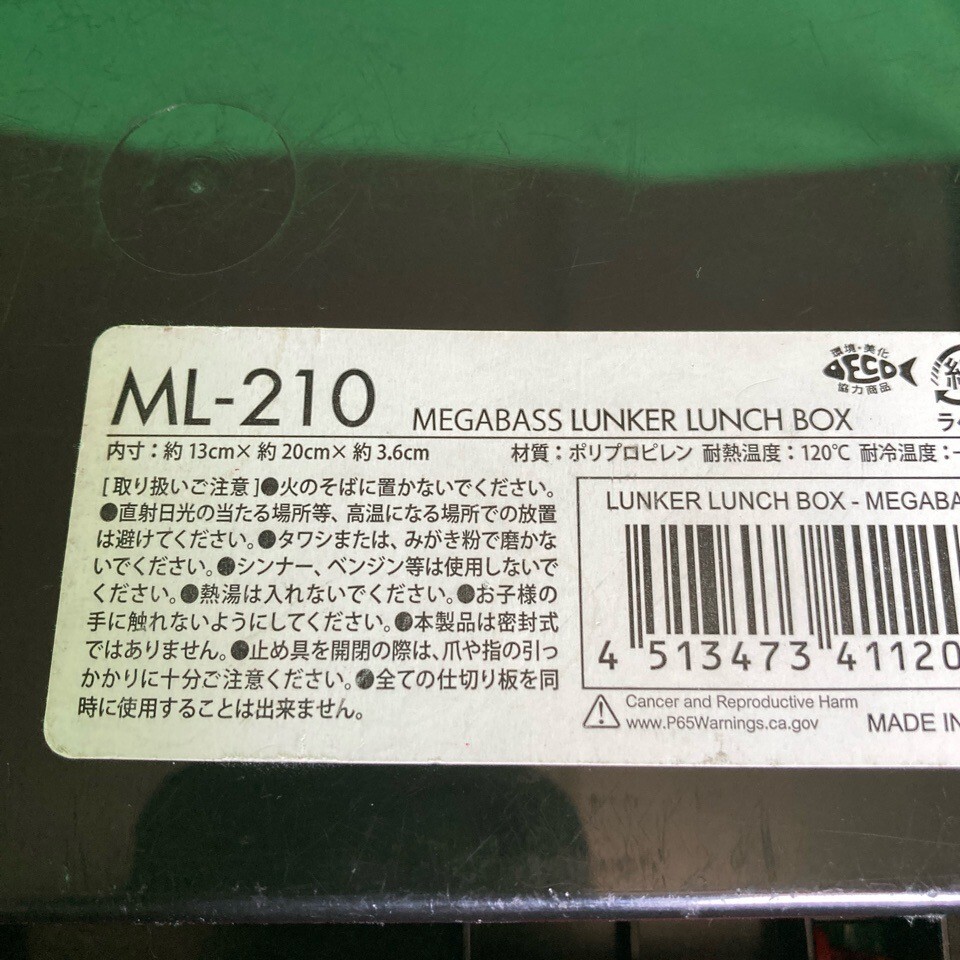 環境・美化
ECO
協力商品
ML-210 MEGABASS LUNKER LUNCH BOX
内寸：約 13cm× 約 20cm× 約 3.6cm 材質：ポリプロピレン 耐熱温度：120℃ 耐冷温度：-
[ 取り扱いご注意 ]●火のそばに置かないでください。
●直射日光の当たる場所等、高温になる場所での放置
は避けてください。●タワシまたは、みがき粉で磨かな
いでください。●シンナー、ベンジン等は使用しないで
ください。●熱湯は入れないでください。●お子様の
手に触れないようにしてください。●本製品は密封式
ではありません。●止め具を開閉の際は、爪や指の引っ
かかりに十分ご注意ください。●全ての仕切り板を同
時に使用することは出来ません。
LUNKER LUNCH BOX - MEGABA
4 513473 41120
Cancer and Reproductive Harm
www.P65Warnings.ca.gov
MADE IN